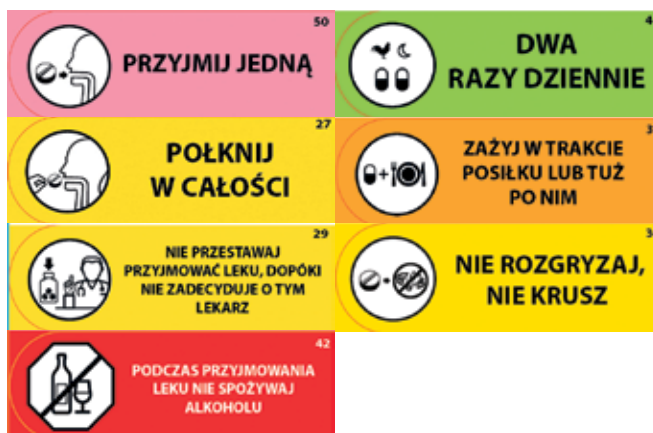 50
PRZYJMIJ JEDNĄ
4
DWA
RAZY DZIENNIE
27
POŁKNIJ
W CAŁOŚCI
3
ZAŻYJ W TRAKCIE
POSIŁKU LUB TUŻ
PO NIM
29
NIE PRZESTAWAJ
PRZYJMOWAĆ LEKU, DOPÓKI
NIE ZADECYDUJE O TYM
LEKARZ
3
NIE ROZGRYZAJ,
NIE KRUSZ
42
PODCZAS PRZYJMOWANIA
LEKU NIE SPOŻYWAJ
ALKOHOLU